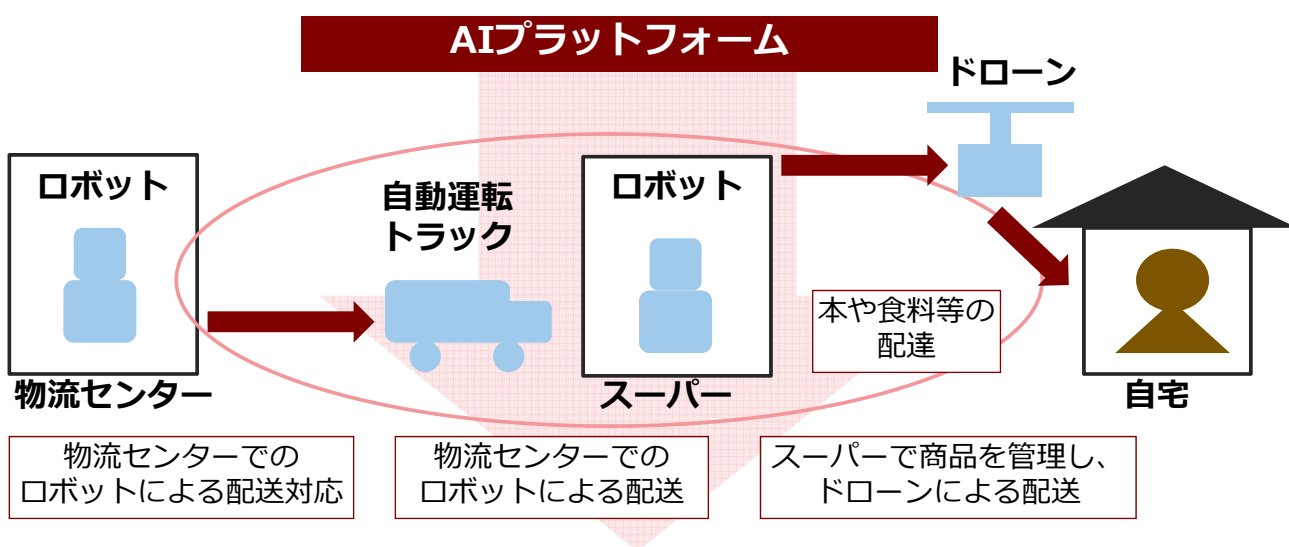 AIプラットフォーム
ドローン
ロボット
自動運転
トラック
ロボット
本や食料等の
配達
物流センター
スーパー
自宅
物流センターでの
ロボットによる配送対応
物流センターでの
ロボットによる配送
スーパーで商品を管理し、
ドローンによる配送